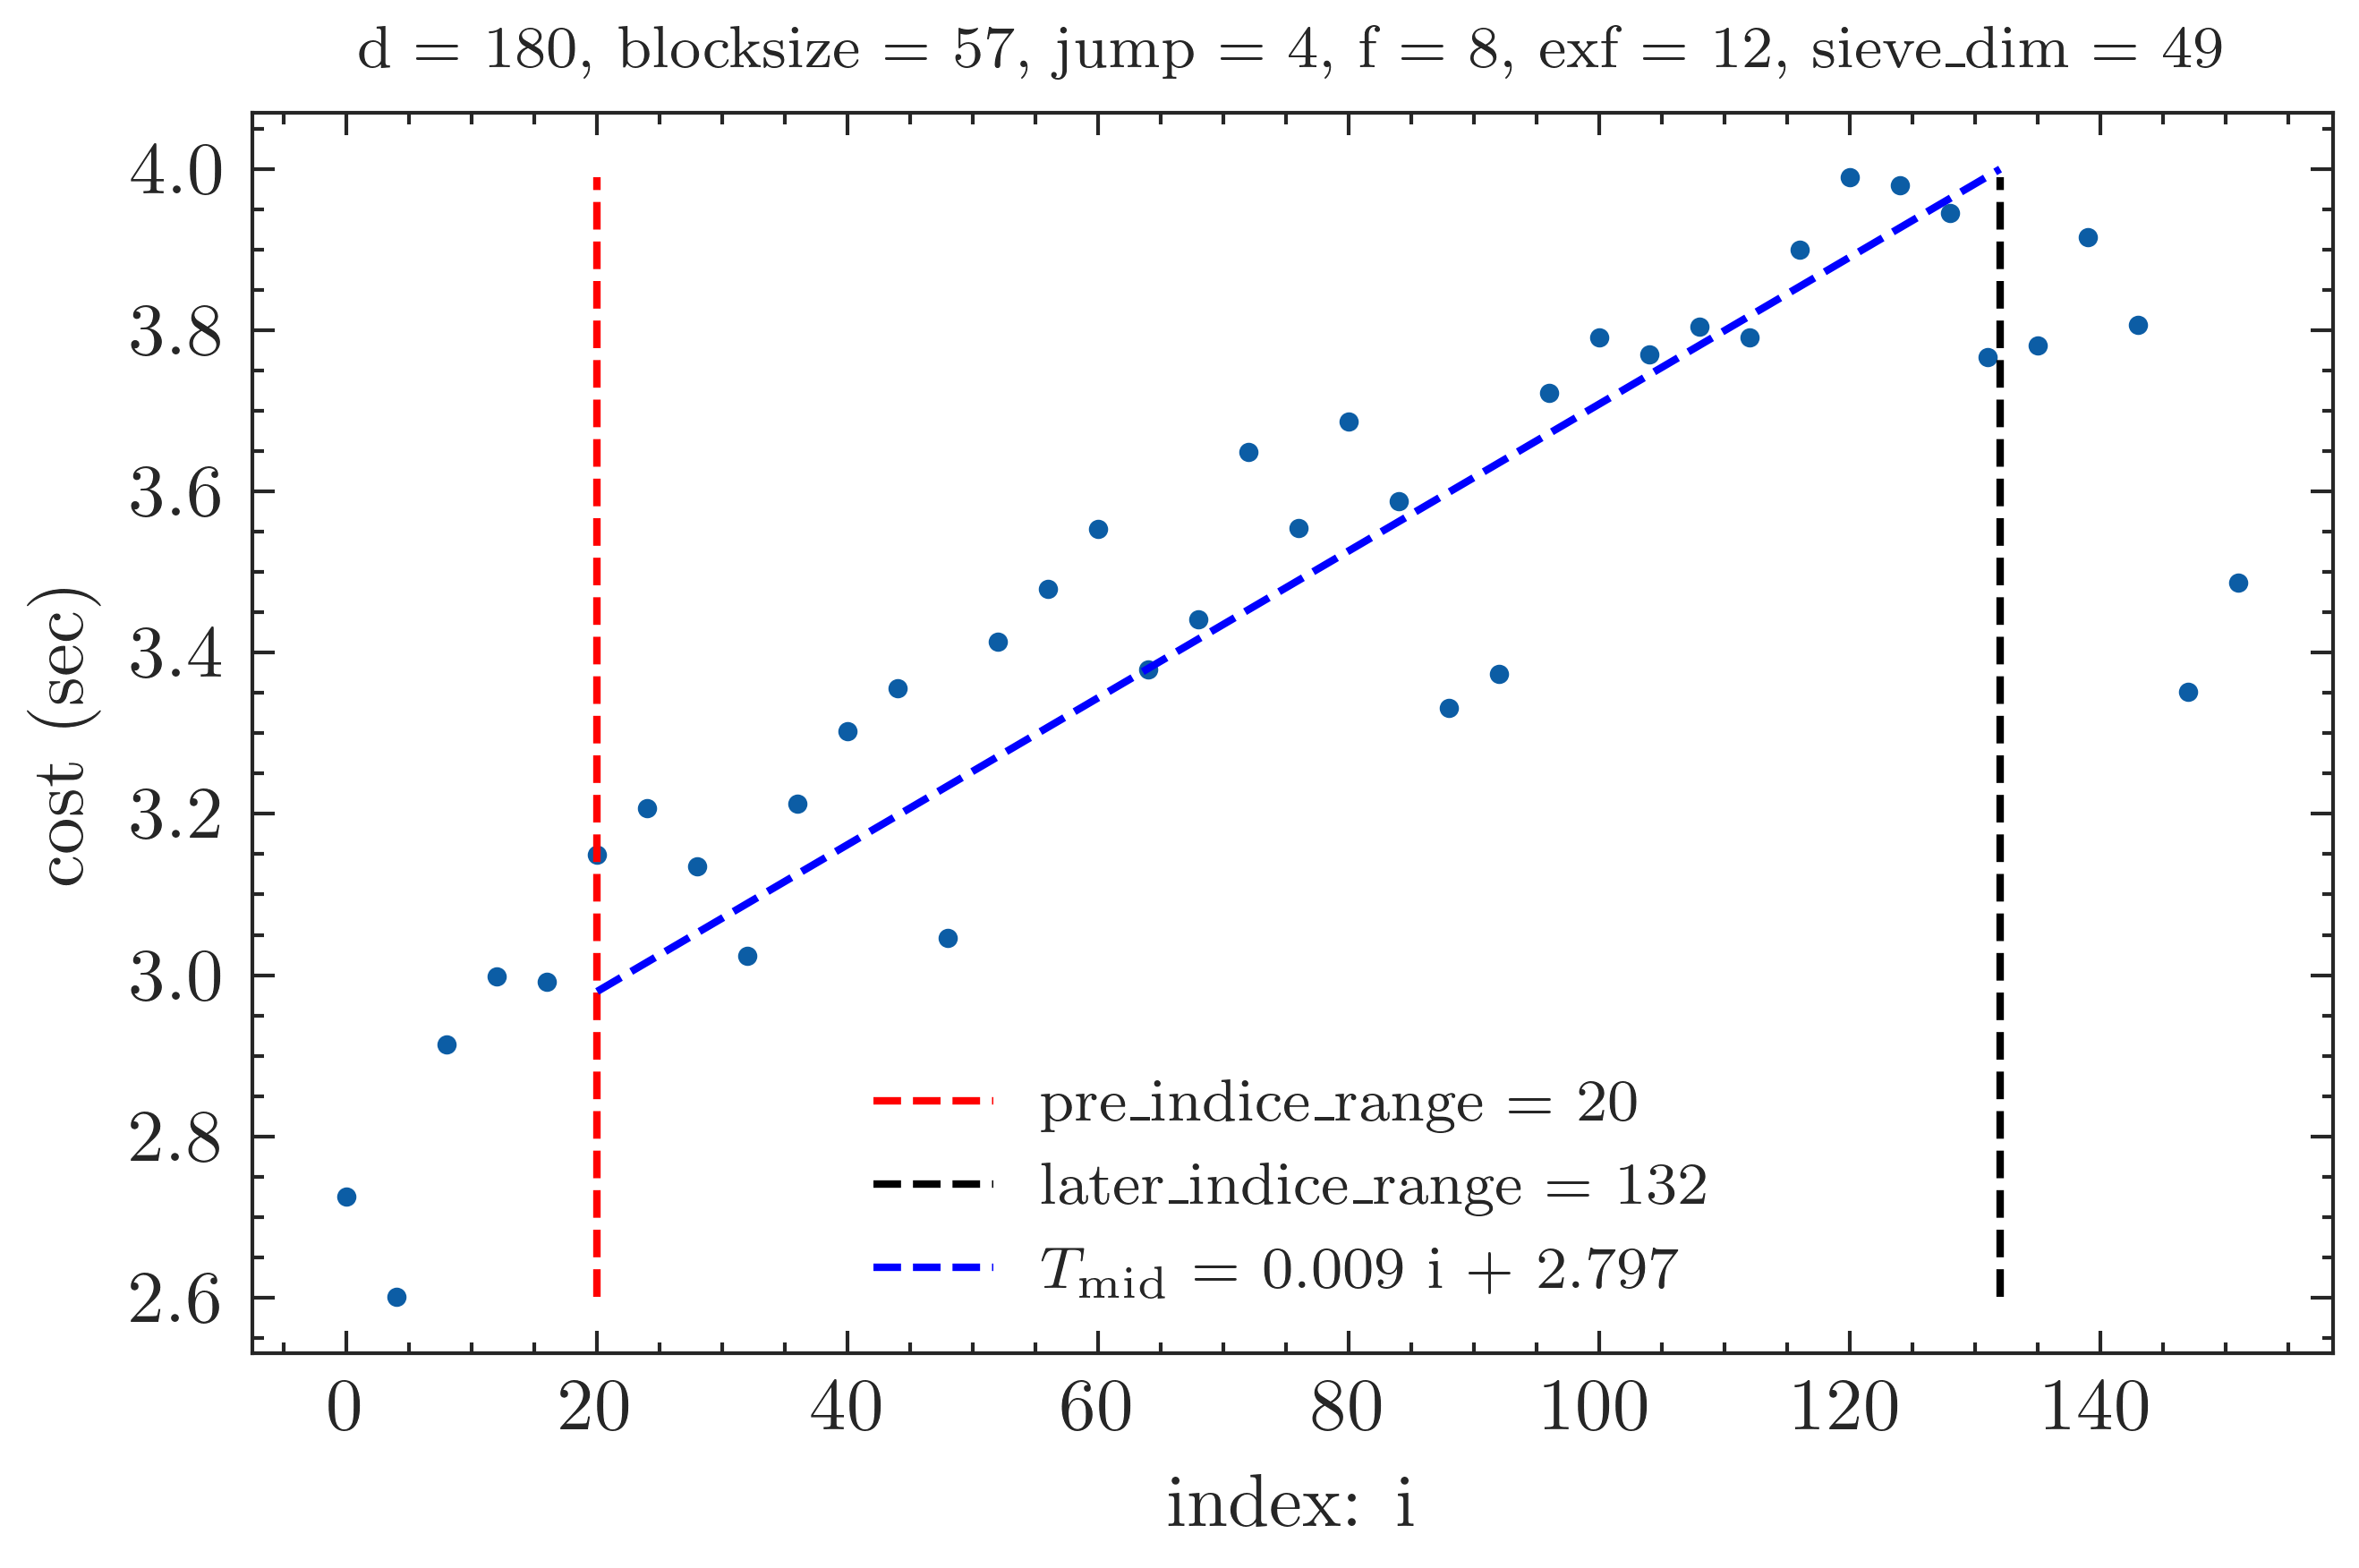 d = 180, blocksize = 57, jump = 4, f = 8, exf = 12, sieve_dim = 49
4.0
3.8
3.6
3.4
3.2
3.0
2.8
2.6
cost (sec)
pre_indice_range = 20
later_indice_range = 132
T_mid = 0.009 i + 2.797
0 20 40 60 80 100 120 140
index: i